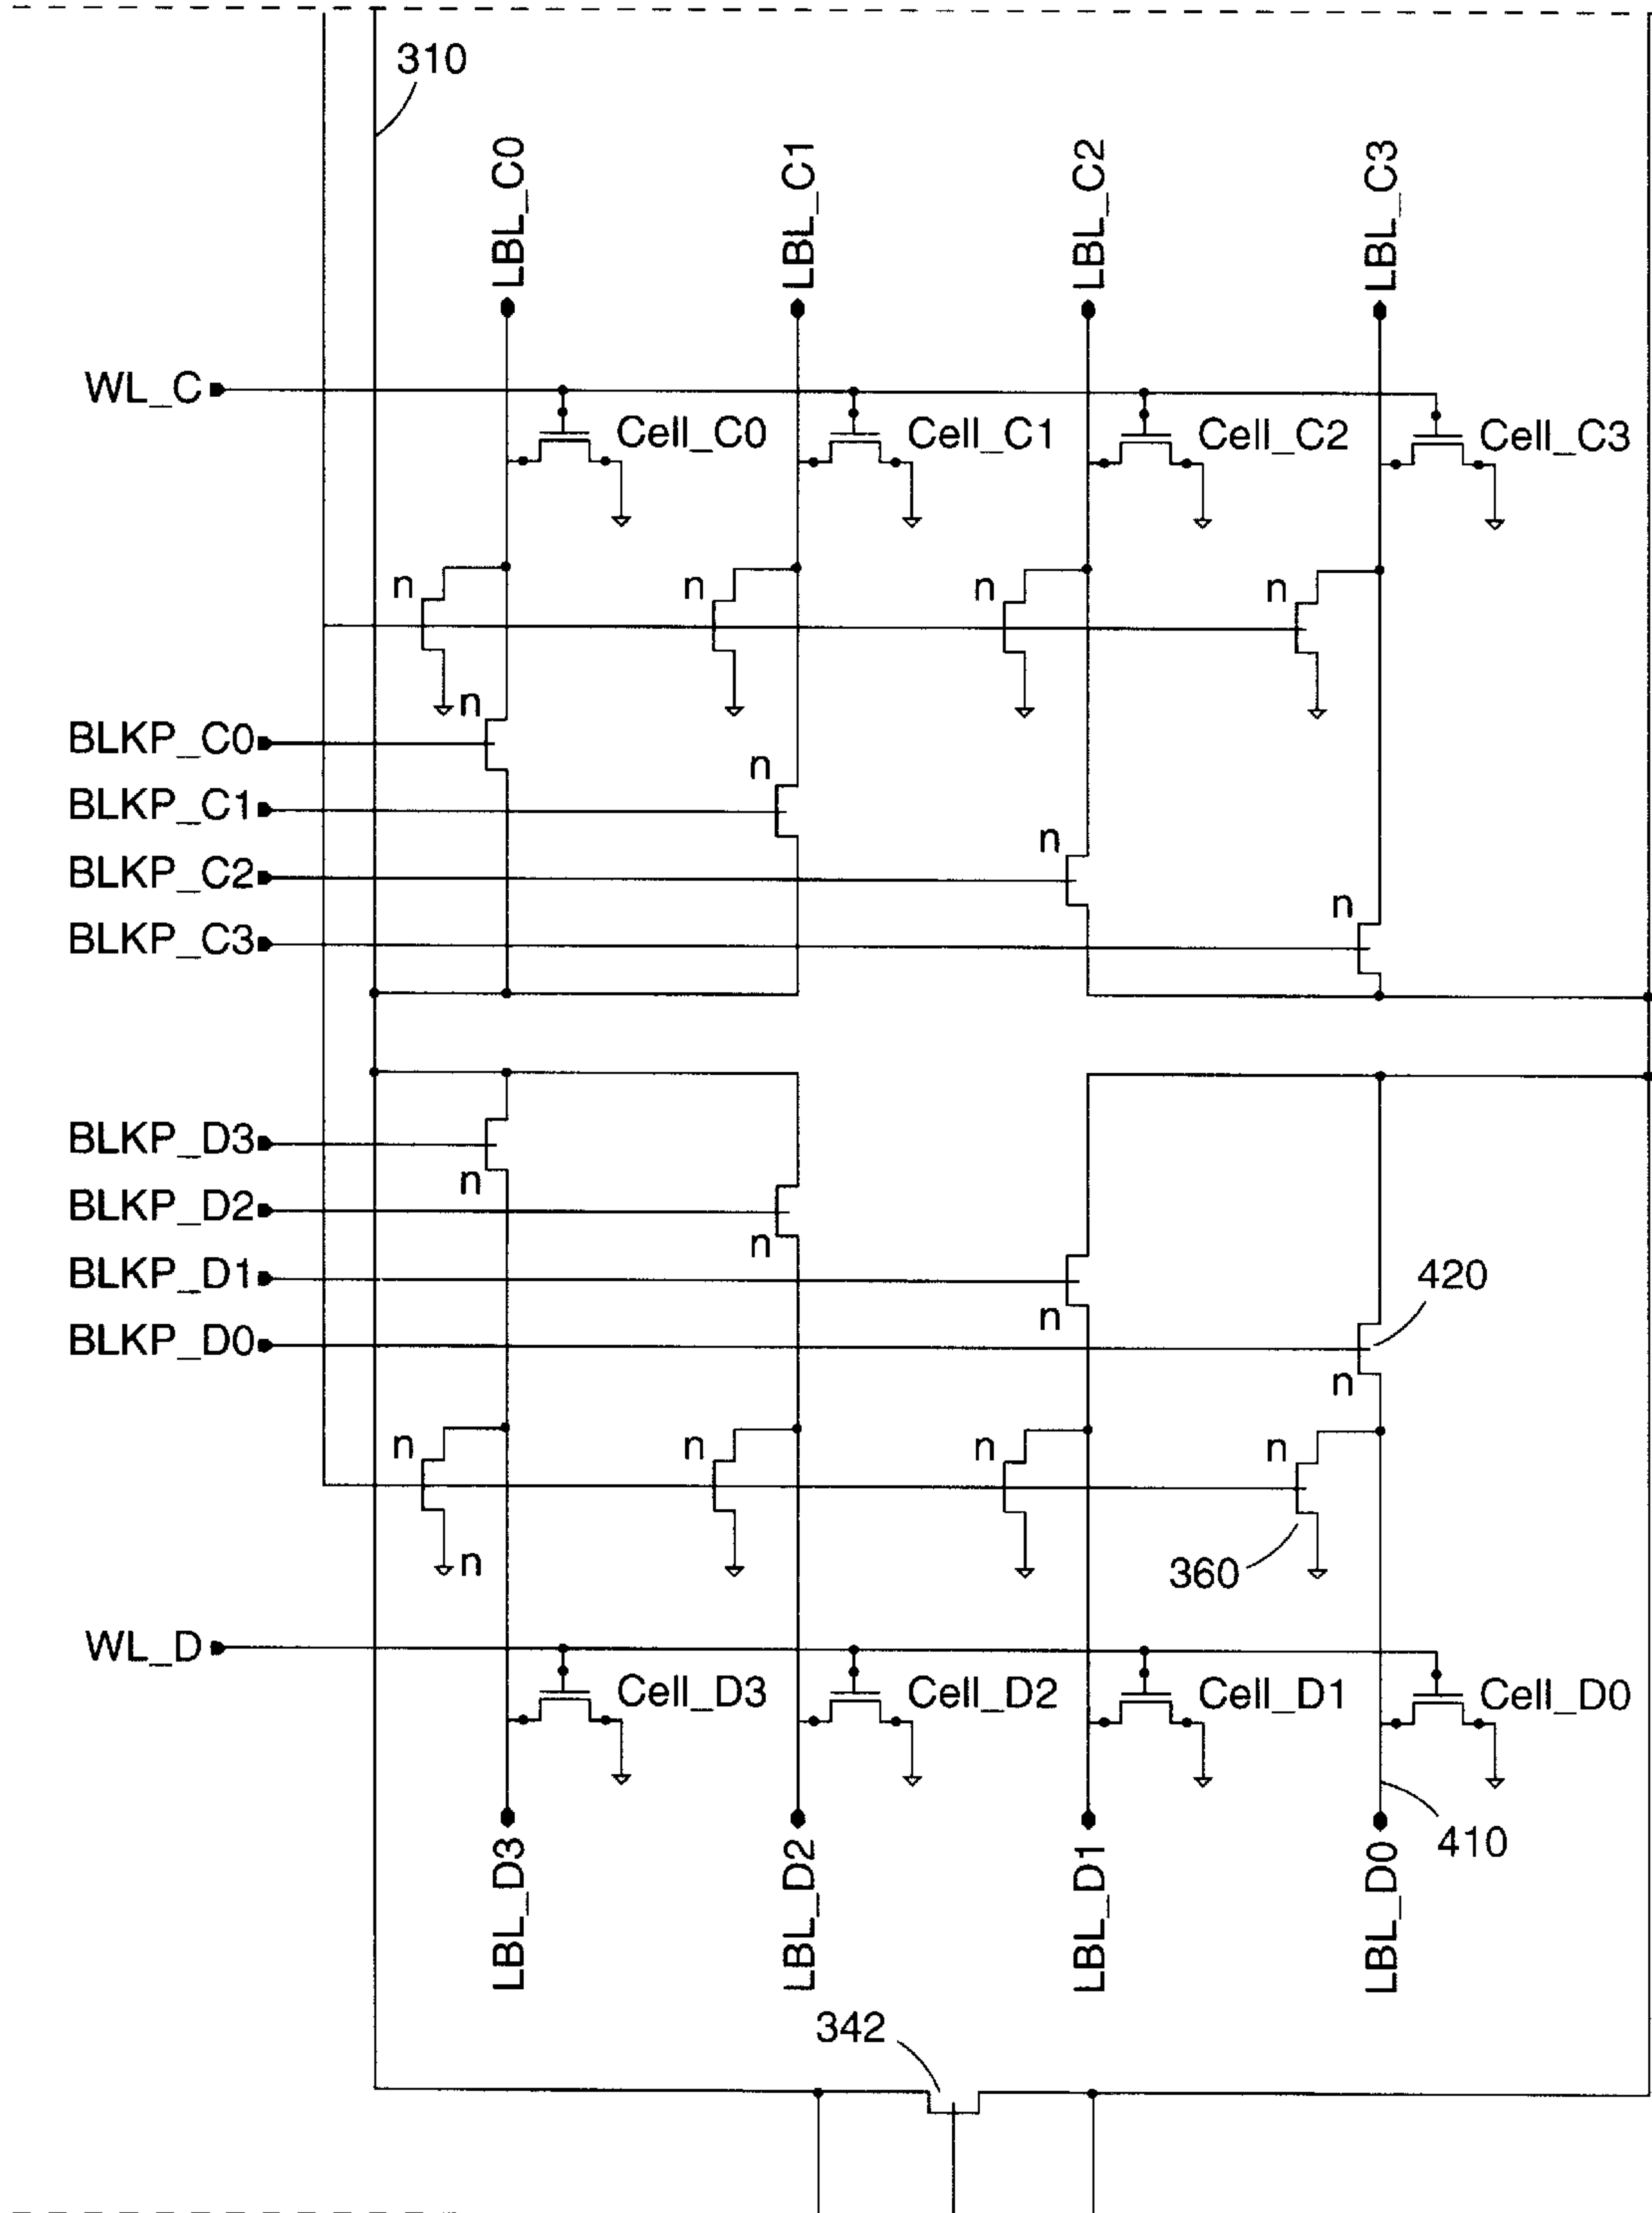 310
LBL_C0
LBL_C1
LBL_C2
LBL_C3
WL_C
Cell_C0
Cell_C1
Cell_C2
Cell_C3
n
n
n
n
n
BLKP_C0
n
BLKP_C1
n
BLKP_C2
n
BLKP_C3
BLKP_D3
n
BLKP_D2
n
BLKP_D1
n
420
BLKP_D0
n
n
n
n
n
n
360
WL_D
Cell_D3
Cell_D2
Cell_D1
Cell_D0
410
LBL_D3
LBL_D2
LBL_D1
LBL_D0
342